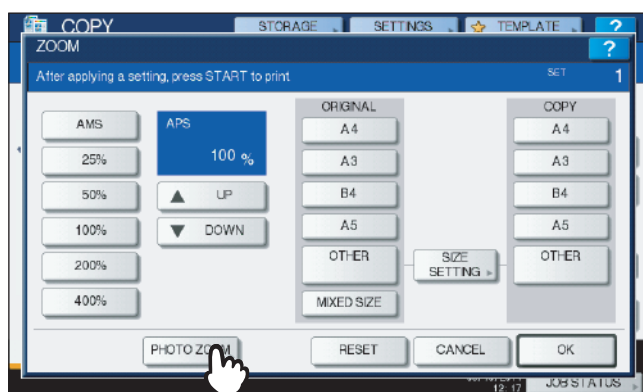 COPY STORAGE SETTINGS TEMPLATE ?
ZOOM ?
After applying a setting, press START to print SET 1
ORIGINAL COPY
AMS APS A4 A4
25% 100 % A3 A3
50% UP B4 B4
100% DOWN A5 A5
200% OTHER SIZE SETTING OTHER
400% MIXED SIZE
PHOTO ZOOM RESET CANCEL OK
12:17 JOB STATUS